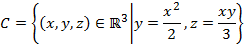 C = {(x, y, z) ∈ ℝ³ | y = x²/2, z = xy/3}